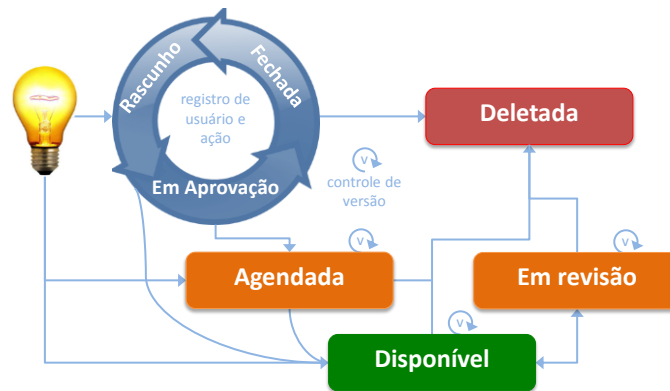 Rascunho
Fechada
registro de
usuário e
ação
Em Aprovação
Deletada
v
controle de
versão
v
Agendada
v
Em revisão
v
Disponível